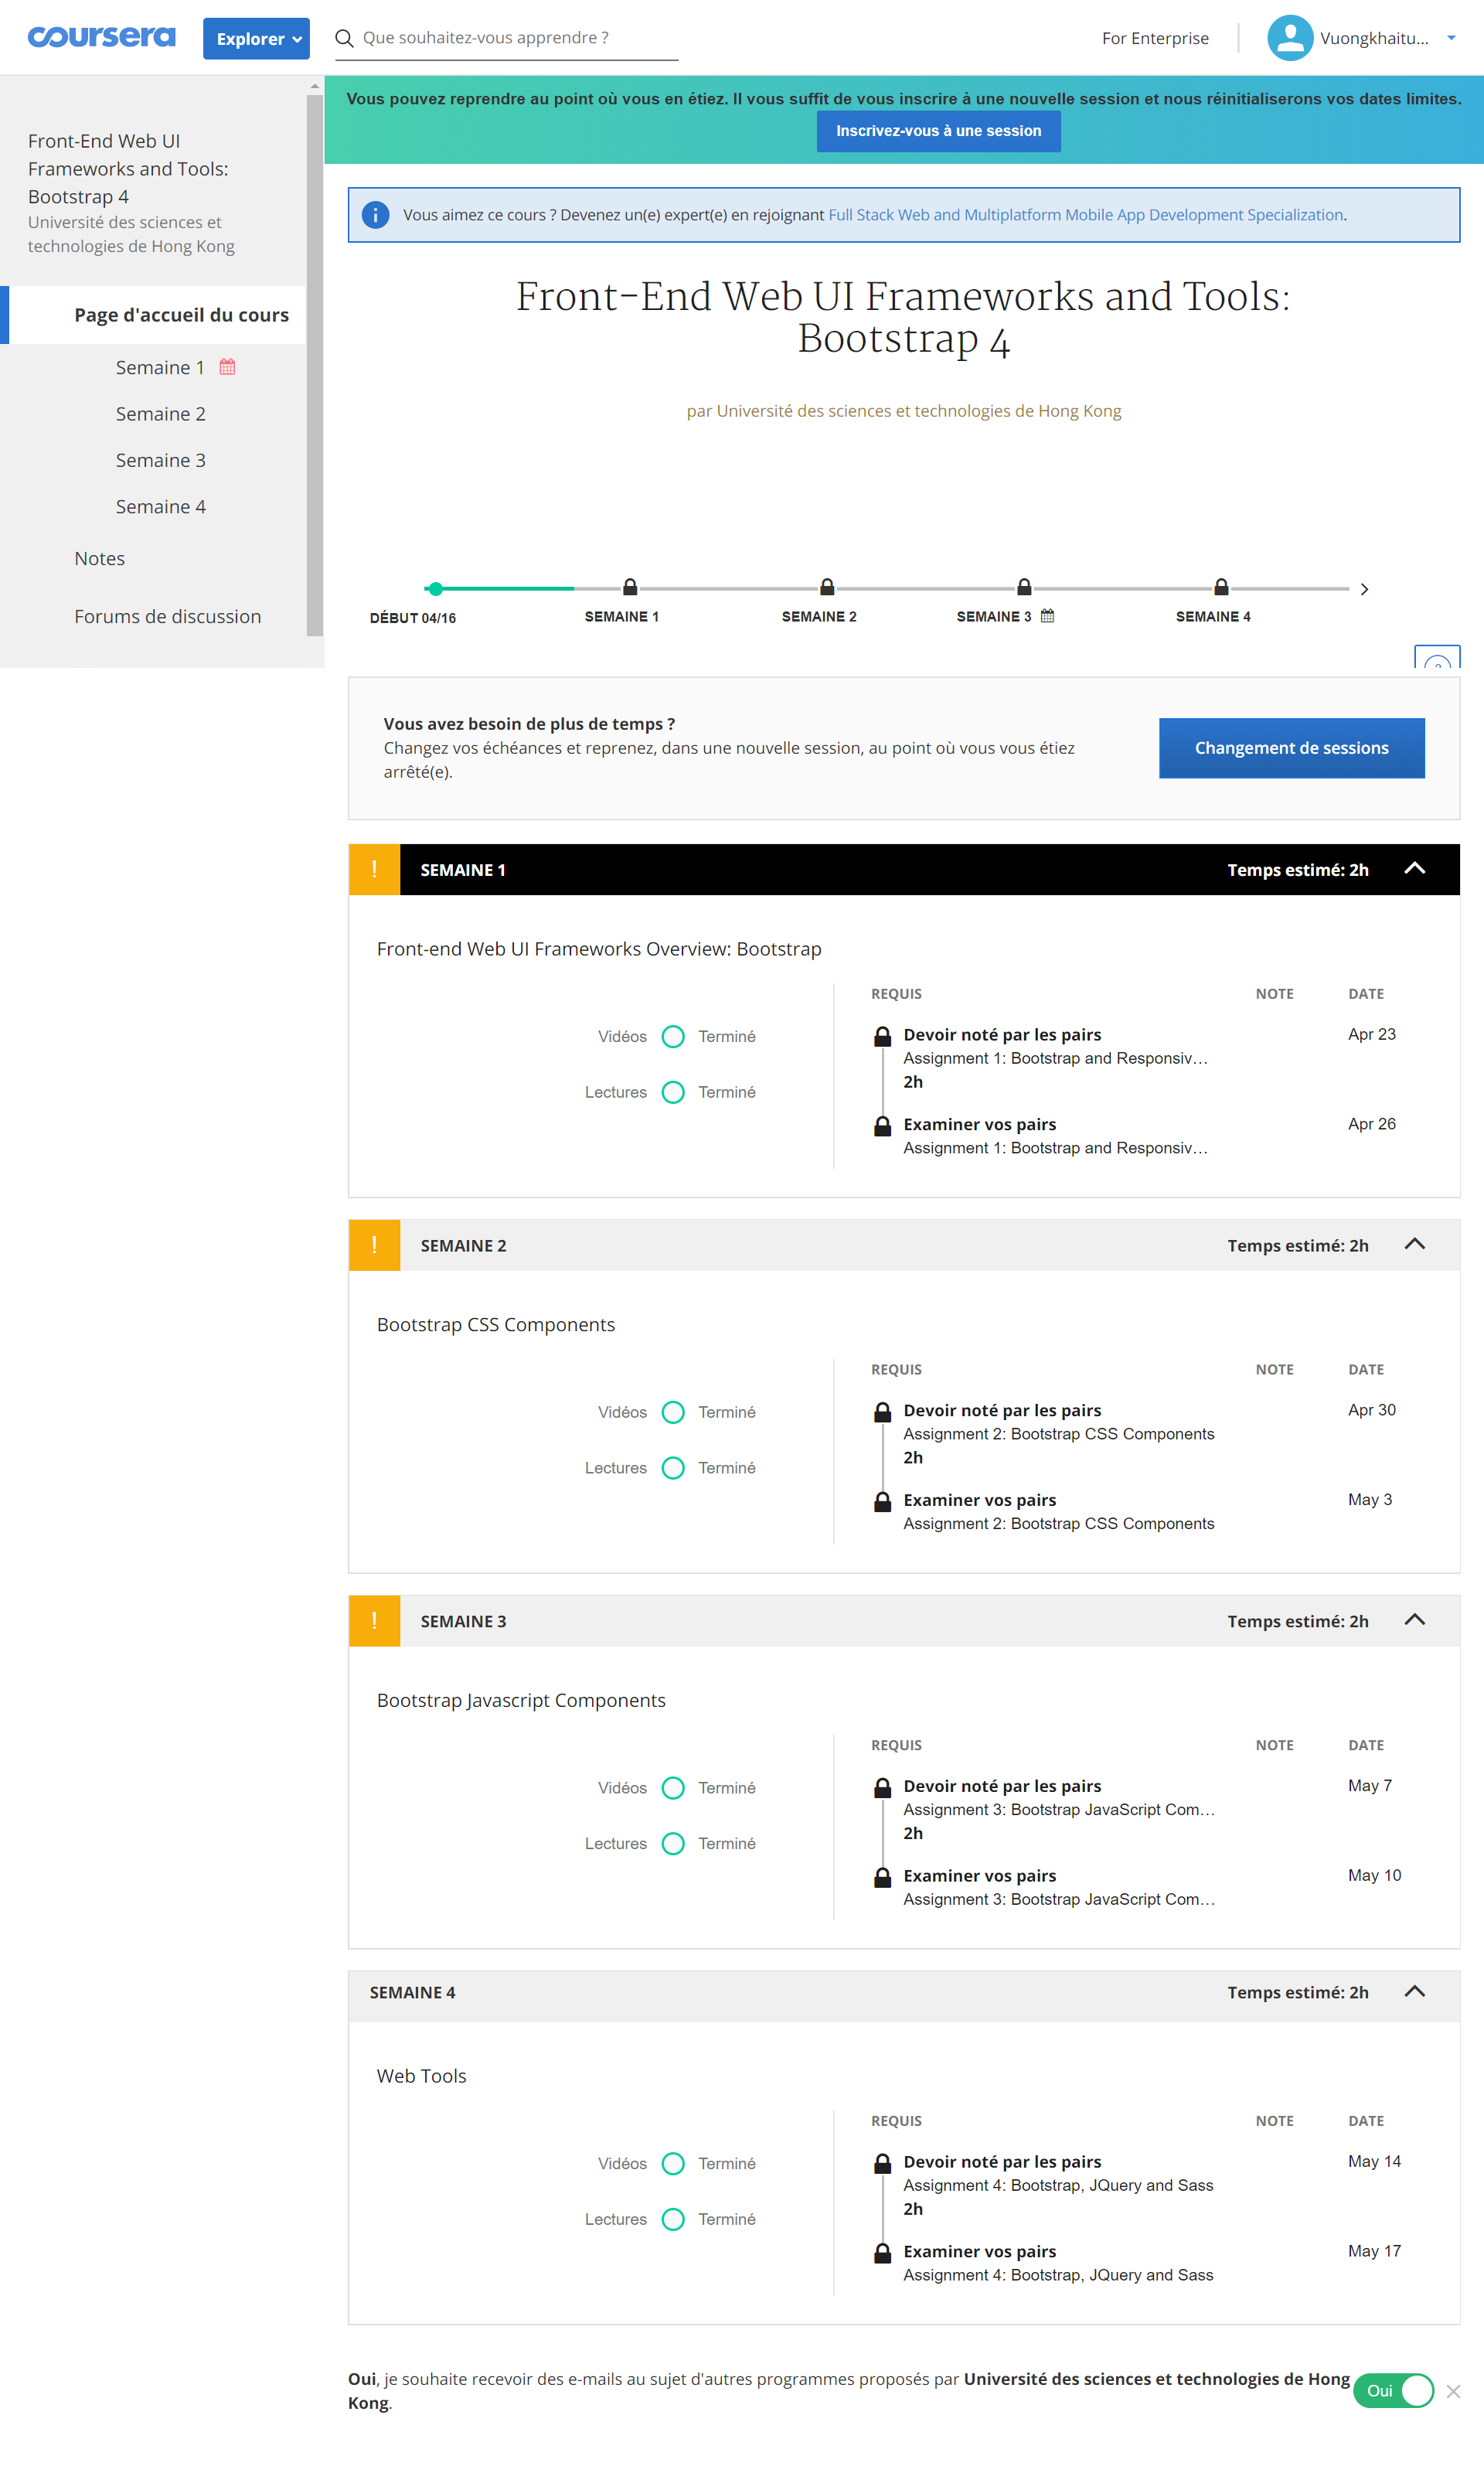 coursera
Explorer
Que souhaitez-vous apprendre ?
For Enterprise
Vuongkhaitu...
Front-End Web UI
Frameworks and Tools:
Bootstrap 4
Université des sciences et
technologies de Hong Kong
Page d'accueil du cours
Semaine 1
Semaine 2
Semaine 3
Semaine 4
Notes
Forums de discussion
Vous pouvez reprendre au point où vous en étiez. Il vous suffit de vous inscrire à une nouvelle session et nous réinitialiserons vos dates limites.
Inscrivez-vous à une session
Vous aimez ce cours ? Devenez un(e) expert(e) en rejoignant Full Stack Web and Multiplatform Mobile App Development Specialization.
Front-End Web UI Frameworks and Tools:
Bootstrap 4
par Université des sciences et technologies de Hong Kong
DÉBUT 04/16
SEMAINE 1
SEMAINE 2
SEMAINE 3
SEMAINE 4
Vous avez besoin de plus de temps ?
Changez vos échéances et reprenez, dans une nouvelle session, au point où vous vous étiez
arrêté(e).
Changement de sessions
! SEMAINE 1 Temps estimé: 2h
Front-end Web UI Frameworks Overview: Bootstrap
Vidéos Terminé
Lectures Terminé
REQUIS NOTE DATE
Devoir noté par les pairs Apr 23
Assignment 1: Bootstrap and Responsiv…
2h
Examiner vos pairs Apr 26
Assignment 1: Bootstrap and Responsiv…
! SEMAINE 2 Temps estimé: 2h
Bootstrap CSS Components
Vidéos Terminé
Lectures Terminé
REQUIS NOTE DATE
Devoir noté par les pairs Apr 30
Assignment 2: Bootstrap CSS Components
2h
Examiner vos pairs May 3
Assignment 2: Bootstrap CSS Components
! SEMAINE 3 Temps estimé: 2h
Bootstrap Javascript Components
Vidéos Terminé
Lectures Terminé
REQUIS NOTE DATE
Devoir noté par les pairs May 7
Assignment 3: Bootstrap JavaScript Com…
2h
Examiner vos pairs May 10
Assignment 3: Bootstrap JavaScript Com…
SEMAINE 4 Temps estimé: 2h
Web Tools
Vidéos Terminé
Lectures Terminé
REQUIS NOTE DATE
Devoir noté par les pairs May 14
Assignment 4: Bootstrap, JQuery and Sass
2h
Examiner vos pairs May 17
Assignment 4: Bootstrap, JQuery and Sass
Oui, je souhaite recevoir des e-mails au sujet d'autres programmes proposés par Université des sciences et technologies de Hong
Kong.
Oui